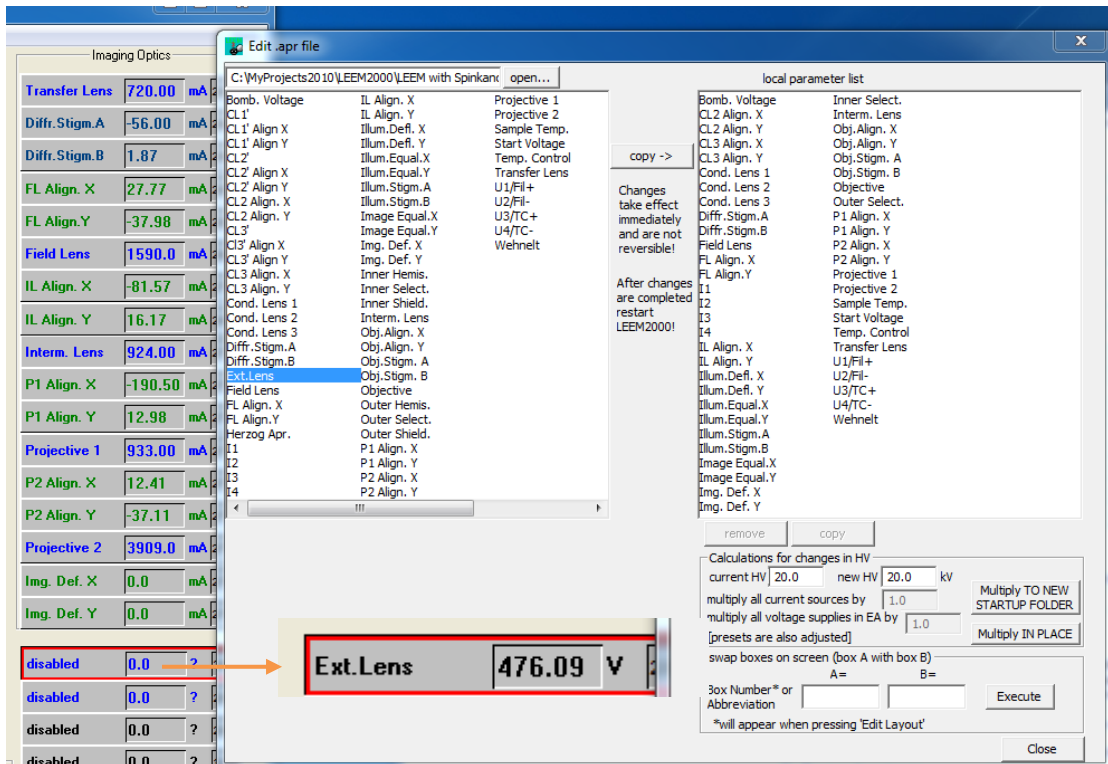 Imaging Optics
Transfer Lens 720.00 mA
Diffr.Stigm.A -56.00 mA
Diffr.Stigm.B 1.87 mA
FL Align. X 27.77 mA
FL Align.Y -37.98 mA
Field Lens 1590.0 mA
IL Align. X -81.57 mA
IL Align. Y 16.17 mA
Interm. Lens 924.00 mA
P1 Align. X -190.50 mA
P1 Align. Y 12.98 mA
Projective 1 933.00 mA
P2 Align. X 12.41 mA
P2 Align. Y -37.11 mA
Projective 2 3909.0 mA
Img. Def. X 0.0 mA
Img. Def. Y 0.0 mA
disabled 0.0 ?
disabled 0.0 ?
disabled 0.0 ?
disabled 0.0 ?
Ext.Lens 476.09 V
Edit .apr file
x
C:\MyProjects2010\LEEM2000\LEEM with Spinkanc open...
Bomb. Voltage
CL1'
CL1' Align X
CL1' Align Y
CL2'
CL2' Align X
CL2' Align Y
CL2 Align. X
CL2 Align. Y
CL3'
Cl3' Align X
CL3' Align Y
CL3 Align. X
CL3 Align. Y
Cond. Lens 1
Cond. Lens 2
Cond. Lens 3
Diffr.Stigm.A
Diffr.Stigm.B
Ext.Lens
Field Lens
FL Align. X
FL Align.Y
Herzog Apr.
I1
I2
I3
I4
IL Align. X
IL Align. Y
Illum.Defl. X
Illum.Defl. Y
Illum.Equal.X
Illum.Equal.Y
Illum.Stigm.A
Illum.Stigm.B
Image Equal.X
Image Equal.Y
Img. Def. X
Img. Def. Y
Inner Hemis.
Inner Select.
Inner Shield.
Interm. Lens
Obj.Align. X
Obj.Align. Y
Obj.Stigm. A
Obj.Stigm. B
Objective
Outer Hemis.
Outer Select.
Outer Shield.
P1 Align. X
P1 Align. Y
P2 Align. X
P2 Align. Y
Projective 1
Projective 2
Sample Temp.
Start Voltage
Temp. Control
Transfer Lens
U1/Fil+
U2/Fil-
U3/TC+
U4/TC-
Wehnelt
copy ->
Changes
take effect
immediately
and are not
reversible!
After changes
are completed
restart
LEEM2000!
local parameter list
Bomb. Voltage
CL2 Align. X
CL2 Align. Y
CL3 Align. X
CL3 Align. Y
Cond. Lens 1
Cond. Lens 2
Cond. Lens 3
Diffr.Stigm.A
Diffr.Stigm.B
Field Lens
FL Align. X
FL Align.Y
I1
I2
I3
I4
IL Align. X
IL Align. Y
Illum.Defl. X
Illum.Defl. Y
Illum.Equal.X
Illum.Equal.Y
Illum.Stigm.A
Illum.Stigm.B
Image Equal.X
Image Equal.Y
Img. Def. X
Img. Def. Y
Inner Select.
Interm. Lens
Obj.Align. X
Obj.Align. Y
Obj.Stigm. A
Obj.Stigm. B
Objective
Outer Select.
P1 Align. X
P1 Align. Y
P2 Align. X
P2 Align. Y
Projective 1
Projective 2
Sample Temp.
Start Voltage
Temp. Control
Transfer Lens
U1/Fil+
U2/Fil-
U3/TC+
U4/TC-
Wehnelt
remove copy
Calculations for changes in HV
current HV 20.0 new HV 20.0 kV
multiply all current sources by 1.0
multiply all voltage supplies in EA by 1.0
[presets are also adjusted]
Multiply TO NEW
STARTUP FOLDER
Multiply IN PLACE
swap boxes on screen (box A with box B)
A= B=
Box Number* or
Abbreviation
Execute
*will appear when pressing 'Edit Layout'
Close